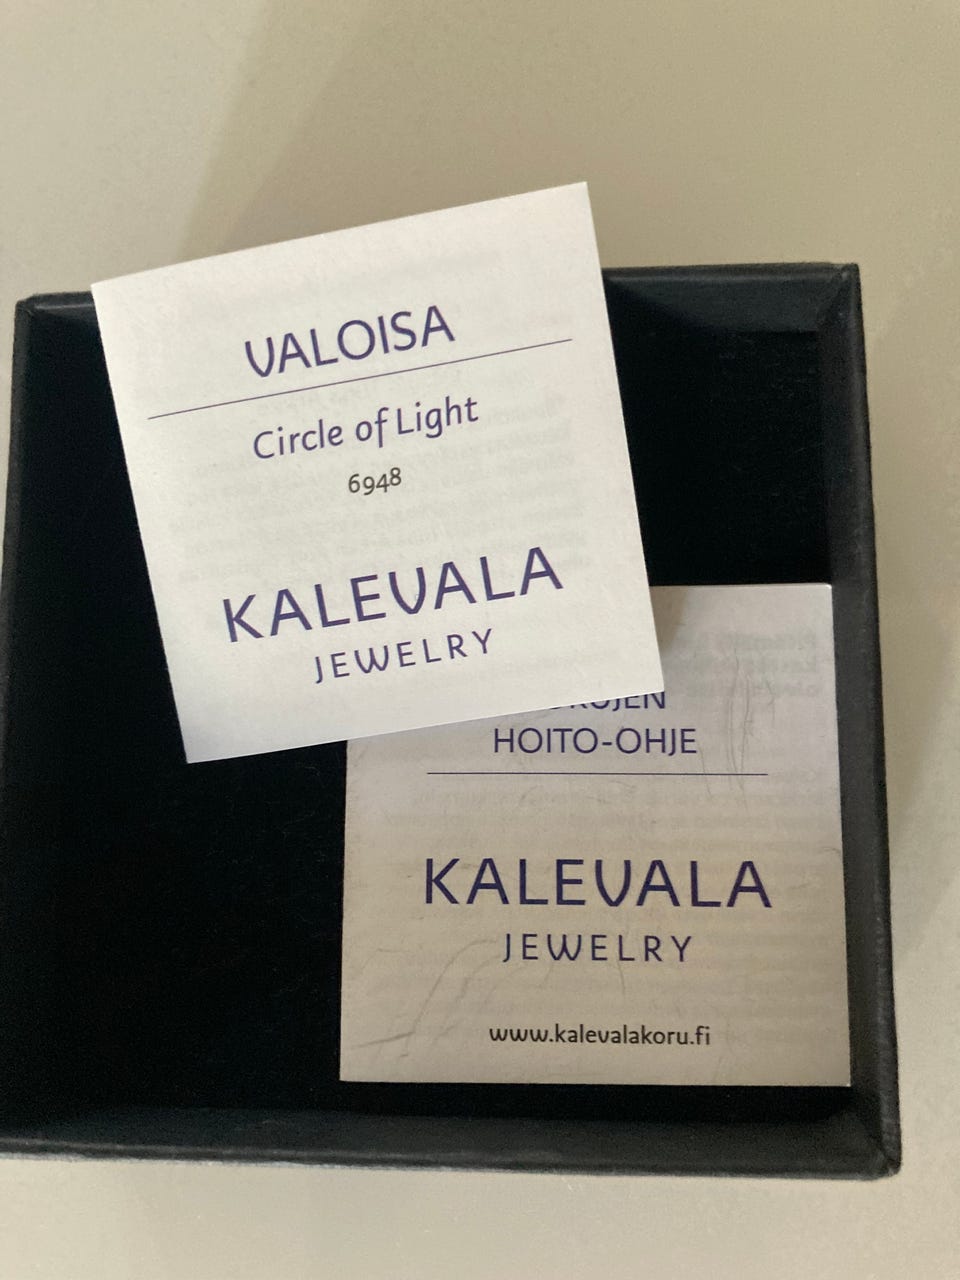 VALOISA
Circle of Light
6948
KALEVALA
JEWELRY
HOITO-OHJE
KALEVALA
JEWELRY
www.kalevalakoru.fi